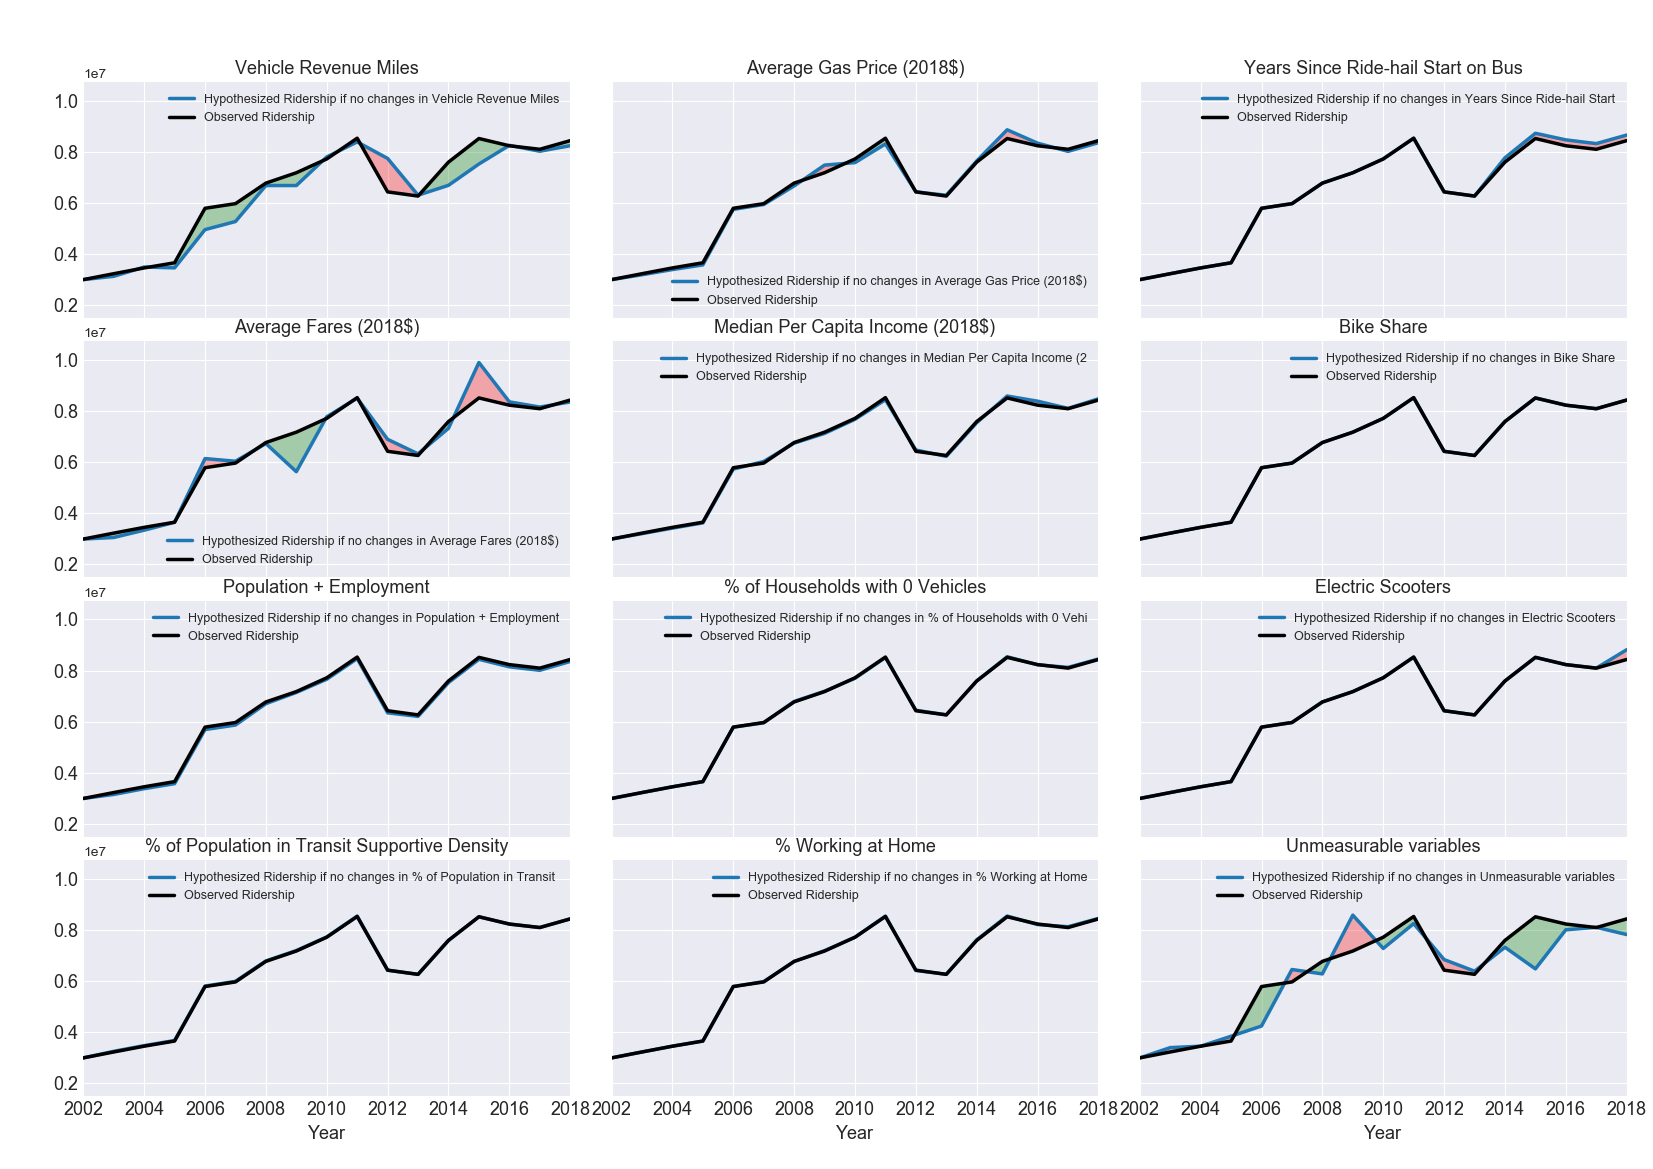 Vehicle Revenue Miles
1e7
Hypothesized Ridership if no changes in Vehicle Revenue Miles
Observed Ridership
1.0
0.8
0.6
0.4
0.2
Average Gas Price (2018$)
Hypothesized Ridership if no changes in Average Gas Price (2018$)
Observed Ridership
Years Since Ride-hail Start on Bus
Hypothesized Ridership if no changes in Years Since Ride-hail Start
Observed Ridership
Average Fares (2018$)
1e7
1.0
0.8
0.6
0.4
0.2
Hypothesized Ridership if no changes in Average Fares (2018$)
Observed Ridership
Median Per Capita Income (2018$)
Hypothesized Ridership if no changes in Median Per Capita Income (2
Observed Ridership
Bike Share
Hypothesized Ridership if no changes in Bike Share
Observed Ridership
Population + Employment
1e7
Hypothesized Ridership if no changes in Population + Employment
Observed Ridership
1.0
0.8
0.6
0.4
0.2
% of Households with 0 Vehicles
Hypothesized Ridership if no changes in % of Households with 0 Vehi
Observed Ridership
Electric Scooters
Hypothesized Ridership if no changes in Electric Scooters
Observed Ridership
% of Population in Transit Supportive Density
1e7
Hypothesized Ridership if no changes in % of Population in Transit
Observed Ridership
1.0
0.8
0.6
0.4
0.2
2002 2004 2006 2008 2010 2012 2014 2016 2018
Year
% Working at Home
Hypothesized Ridership if no changes in % Working at Home
Observed Ridership
2002 2004 2006 2008 2010 2012 2014 2016 2018
Year
Unmeasurable variables
Hypothesized Ridership if no changes in Unmeasurable variables
Observed Ridership
2002 2004 2006 2008 2010 2012 2014 2016 2018
Year